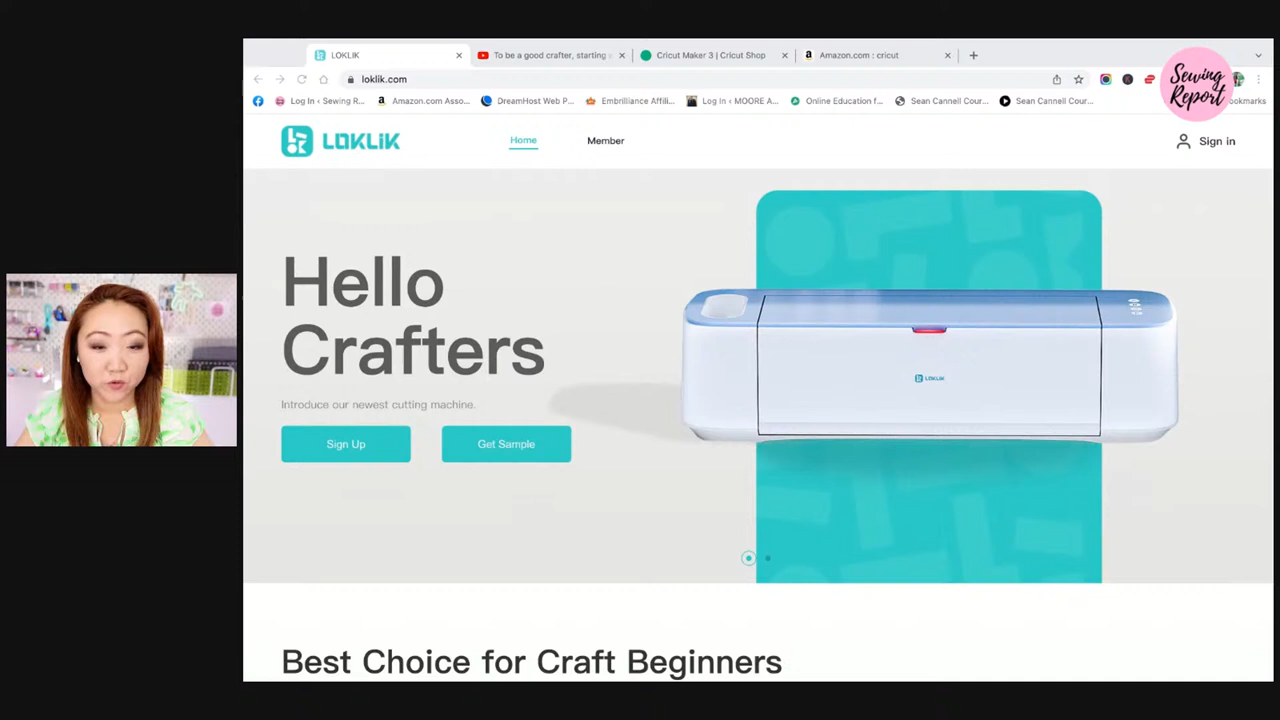 LOKLIK
To be a good crafter, starting
Cricut Maker 3 | Cricut Shop
Amazon.com : cricut
Sewing
Report
loklik.com
Log In ‹ Sewing R...
Amazon.com Asso...
DreamHost Web P...
Embrilliance Affili...
Log In ‹ MOORE A...
Online Education f...
Sean Cannell Cour...
Sean Cannell Cour...
ookmarks
LOKLiK
Home
Member
Sign in
Hello
Crafters
Introduce our newest cutting machine.
Sign Up
Get Sample
LOKLiK
Best Choice for Craft Beginners